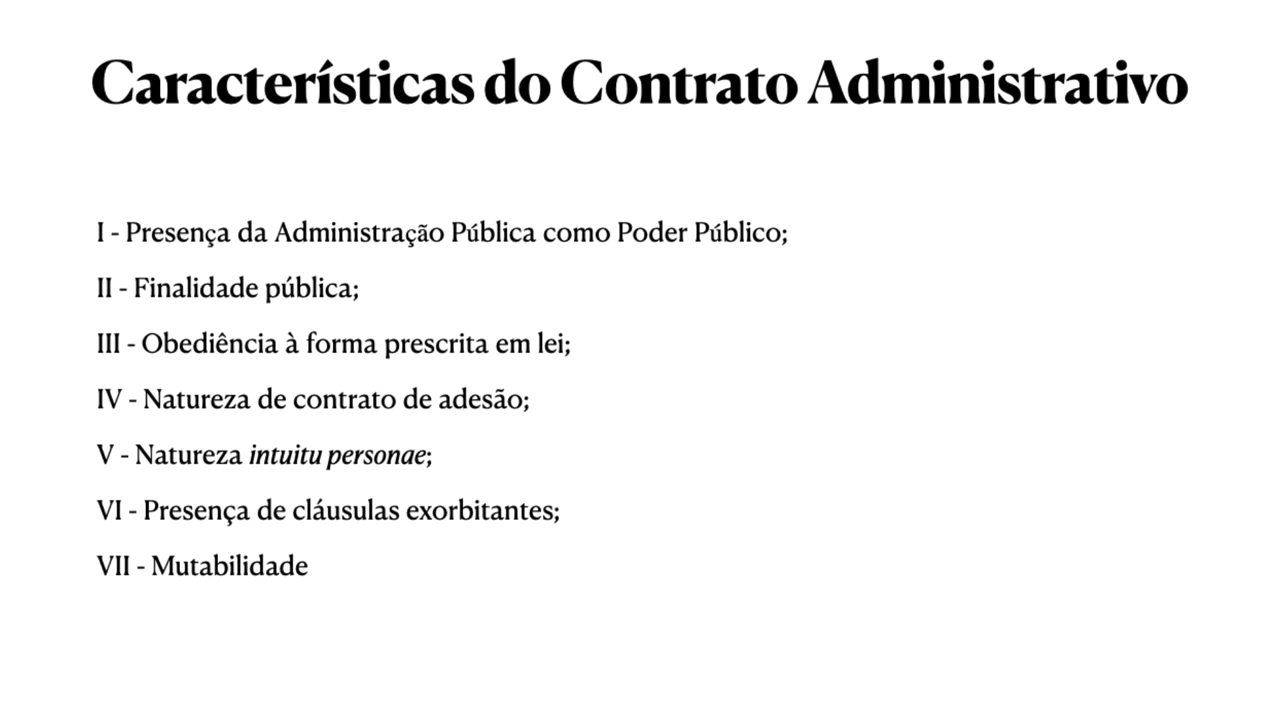 Características do Contrato Administrativo
I - Presença da Administração Pública como Poder Público;
II - Finalidade pública;
III - Obediência à forma prescrita em lei;
IV - Natureza de contrato de adesão;
V - Natureza intuitu personae;
VI - Presença de cláusulas exorbitantes;
VII - Mutabilidade